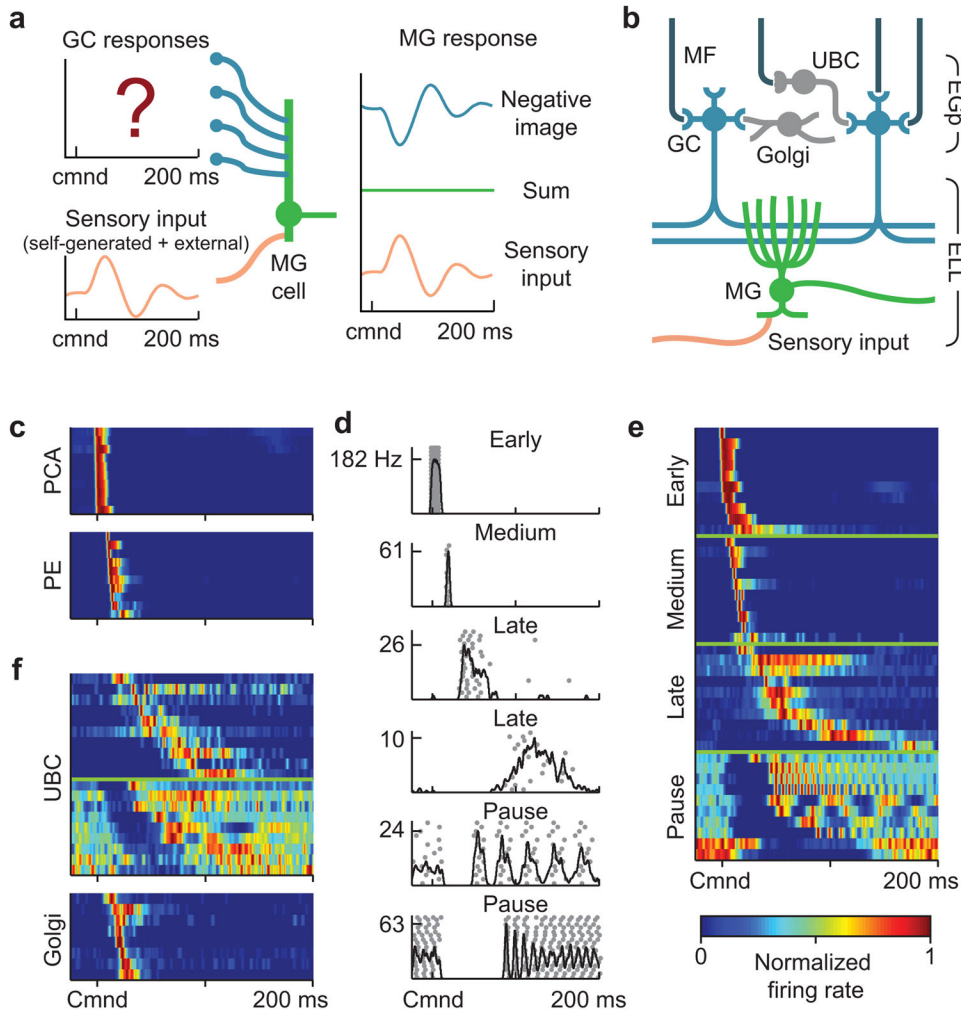 a
GC responses
?
cmnd 200 ms
Sensory input
(self-generated + external)
cmnd 200 ms
MG
cell
MG response
Negative
image
Sum
Sensory
input
cmnd 200 ms
b
MF
UBC
GC
Golgi
EGp
MG
ELL
Sensory input
c
PCA
PE
d
Early
182 Hz
Medium
61
Late
26
Late
10
Pause
24
Pause
63
Cmnd 200 ms
e
Early
Medium
Late
Pause
Cmnd 200 ms
0 1
Normalized
firing rate
f
UBC
Golgi
Cmnd 200 ms